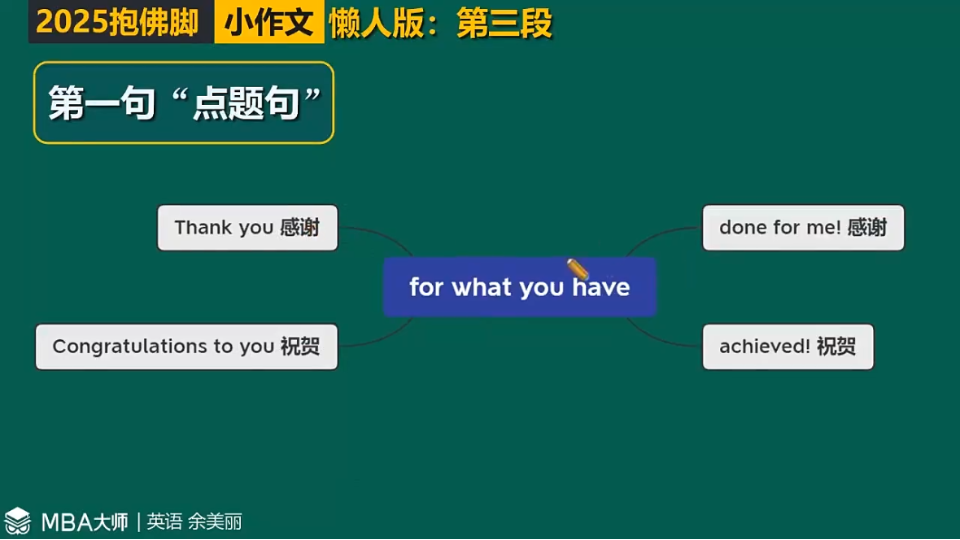 2025抱佛脚 小作文 懒人版：第三段
第一句“点题句”
Thank you 感谢
done for me! 感谢
for what you have
Congratulations to you 祝贺
achieved! 祝贺
MBA大师 | 英语 余美丽